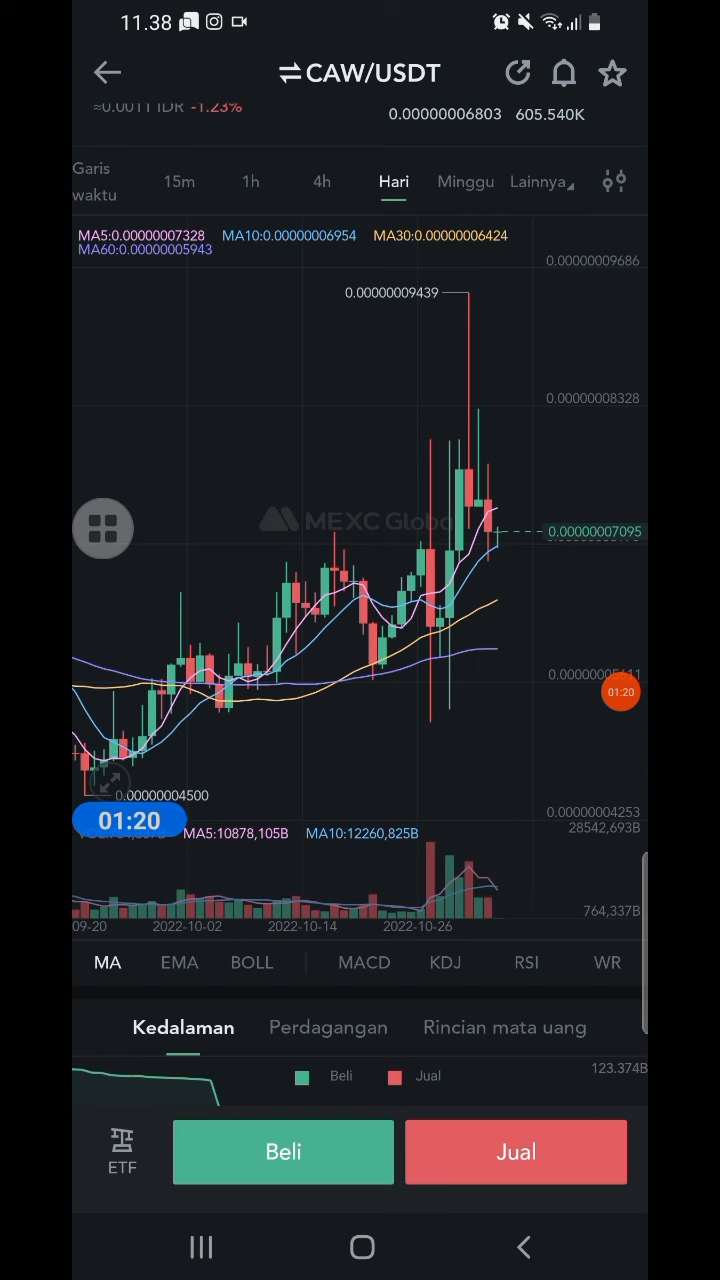 11.38
CAW/USDT
≈0.0011 IDR -1.23%
0.00000006803 605.540K
Garis waktu
15m 1h 4h Hari Minggu Lainnya
MA5:0.00000007328 MA10:0.00000006954 MA30:0.00000006424
MA60:0.00000005943
0.00000009686
0.00000009439
0.00000008328
MEXC Global
0.00000007095
0.00000005611
01:20
0.00000004500
01:20
0.00000004253
MA5:10878,105B MA10:12260,825B
28542,693B
764,337B
09-20 2022-10-02 2022-10-14 2022-10-26
MA EMA BOLL MACD KDJ RSI WR
Kedalaman Perdagangan Rincian mata uang
Beli Jual
123.374B
ETF
Beli
Jual